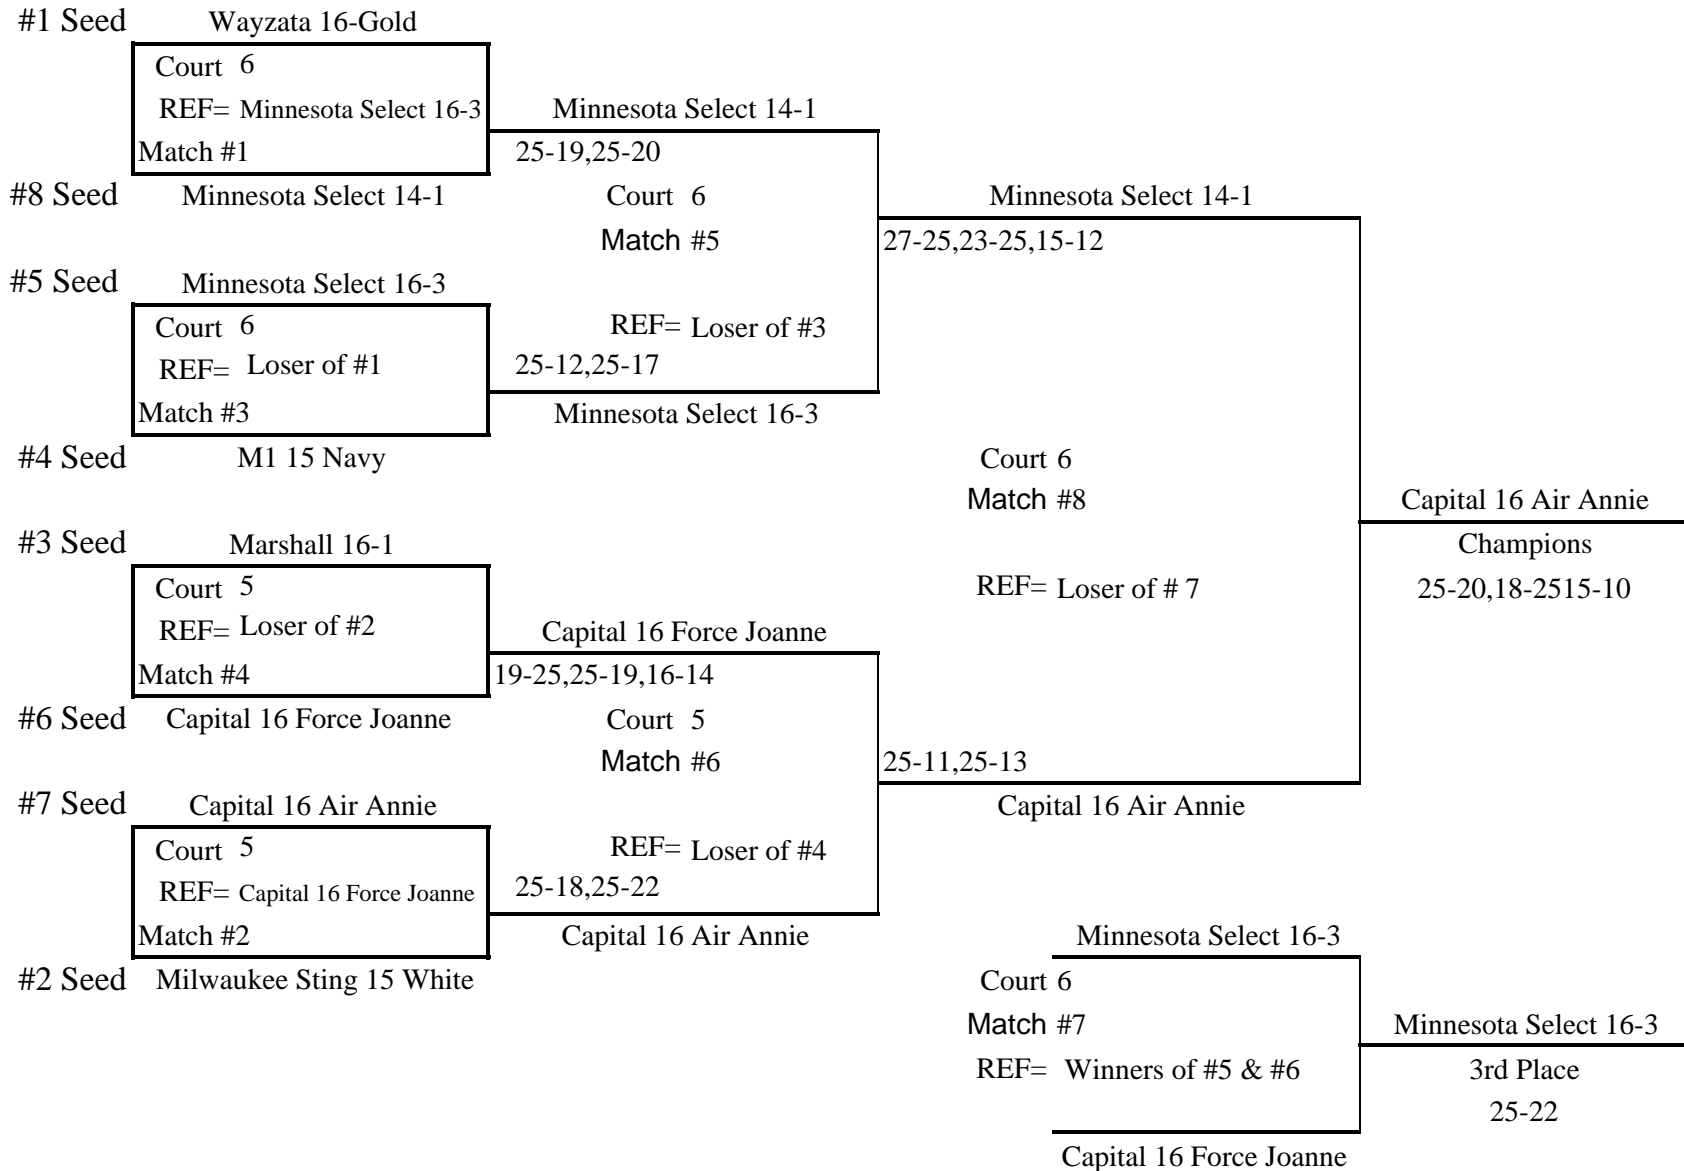 #1 Seed Wayzata 16-Gold
Court 6
REF= Minnesota Select 16-3
Match #1
#8 Seed Minnesota Select 14-1
Minnesota Select 14-1
25-19,25-20
Court 6
Match #5
REF= Loser of #3
25-12,25-17
Minnesota Select 16-3
#5 Seed Minnesota Select 16-3
Court 6
REF= Loser of #1
Match #3
#4 Seed M1 15 Navy
Minnesota Select 14-1
27-25,23-25,15-12
Court 6
Match #8
REF= Loser of # 7
25-11,25-13
Capital 16 Air Annie
Capital 16 Air Annie
Champions
25-20,18-2515-10
#3 Seed Marshall 16-1
Court 5
REF= Loser of #2
Match #4
#6 Seed Capital 16 Force Joanne
Capital 16 Force Joanne
19-25,25-19,16-14
Court 5
Match #6
REF= Loser of #4
25-18,25-22
Capital 16 Air Annie
#7 Seed Capital 16 Air Annie
Court 5
REF= Capital 16 Force Joanne
Match #2
#2 Seed Milwaukee Sting 15 White
Minnesota Select 16-3
Court 6
Match #7
REF= Winners of #5 & #6
Capital 16 Force Joanne
Minnesota Select 16-3
3rd Place
25-22